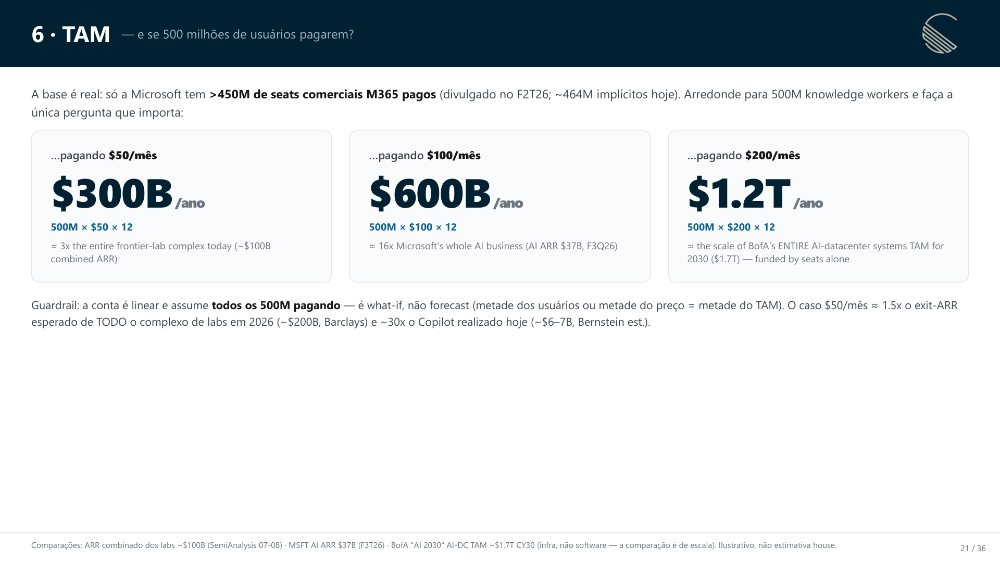 6 · TAM — e se 500 milhões de usuários pagarem?
A base é real: só a Microsoft tem >450M de seats comerciais M365 pagos (divulgado no F2T26; ~464M implícitos hoje). Arredonde para 500M knowledge workers e faça a
única pergunta que importa:
...pagando $50/mês
$300B/ano
500M × $50 × 12
≈ 3x the entire frontier-lab complex today (~$100B
combined ARR)
...pagando $100/mês
$600B/ano
500M × $100 × 12
≈ 16x Microsoft’s whole AI business (AI ARR $37B, F3Q26)
...pagando $200/mês
$1.2T/ano
500M × $200 × 12
≈ the scale of BofA’s ENTIRE AI-datacenter systems TAM for
2030 ($1.7T) — funded by seats alone
Guardrail: a conta é linear e assume todos os 500M pagando — é what-if, não forecast (metade dos usuários ou metade do preço = metade do TAM). O caso $50/mês ≈ 1.5x o exit-ARR
esperado de TODO o complexo de labs em 2026 (~$200B, Barclays) e ~30x o Copilot realizado hoje (~$6–7B, Bernstein est.).
Comparações: ARR combinado dos labs ~$100B (SemiAnalysis 07-08) · MSFT AI ARR $37B (F3T26) · BofA "AI 2030" AI-DC TAM ~$1.7T CY30 (infra, não software — a comparação é de escala). Ilustrativo, não estimativa house.
21 / 36